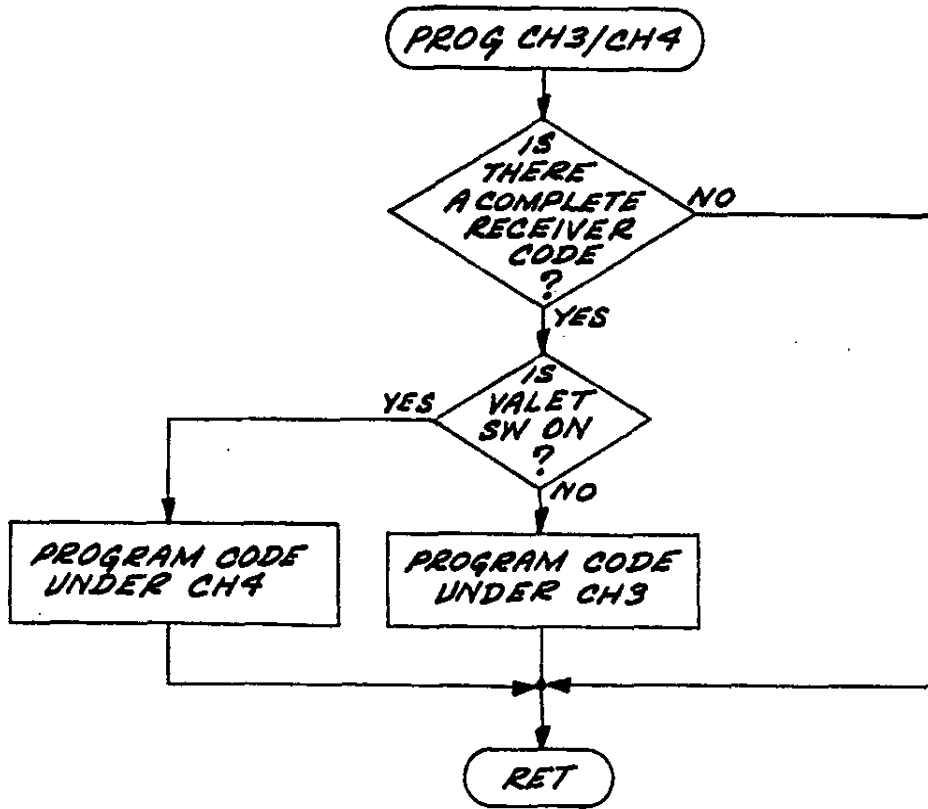 PROG CH3/CH4
IS
THERE
A COMPLETE
RECEIVER
CODE
?
NO
YES
IS
VALET
SW ON
?
YES
NO
PROGRAM CODE
UNDER CH4
PROGRAM CODE
UNDER CH3
RET